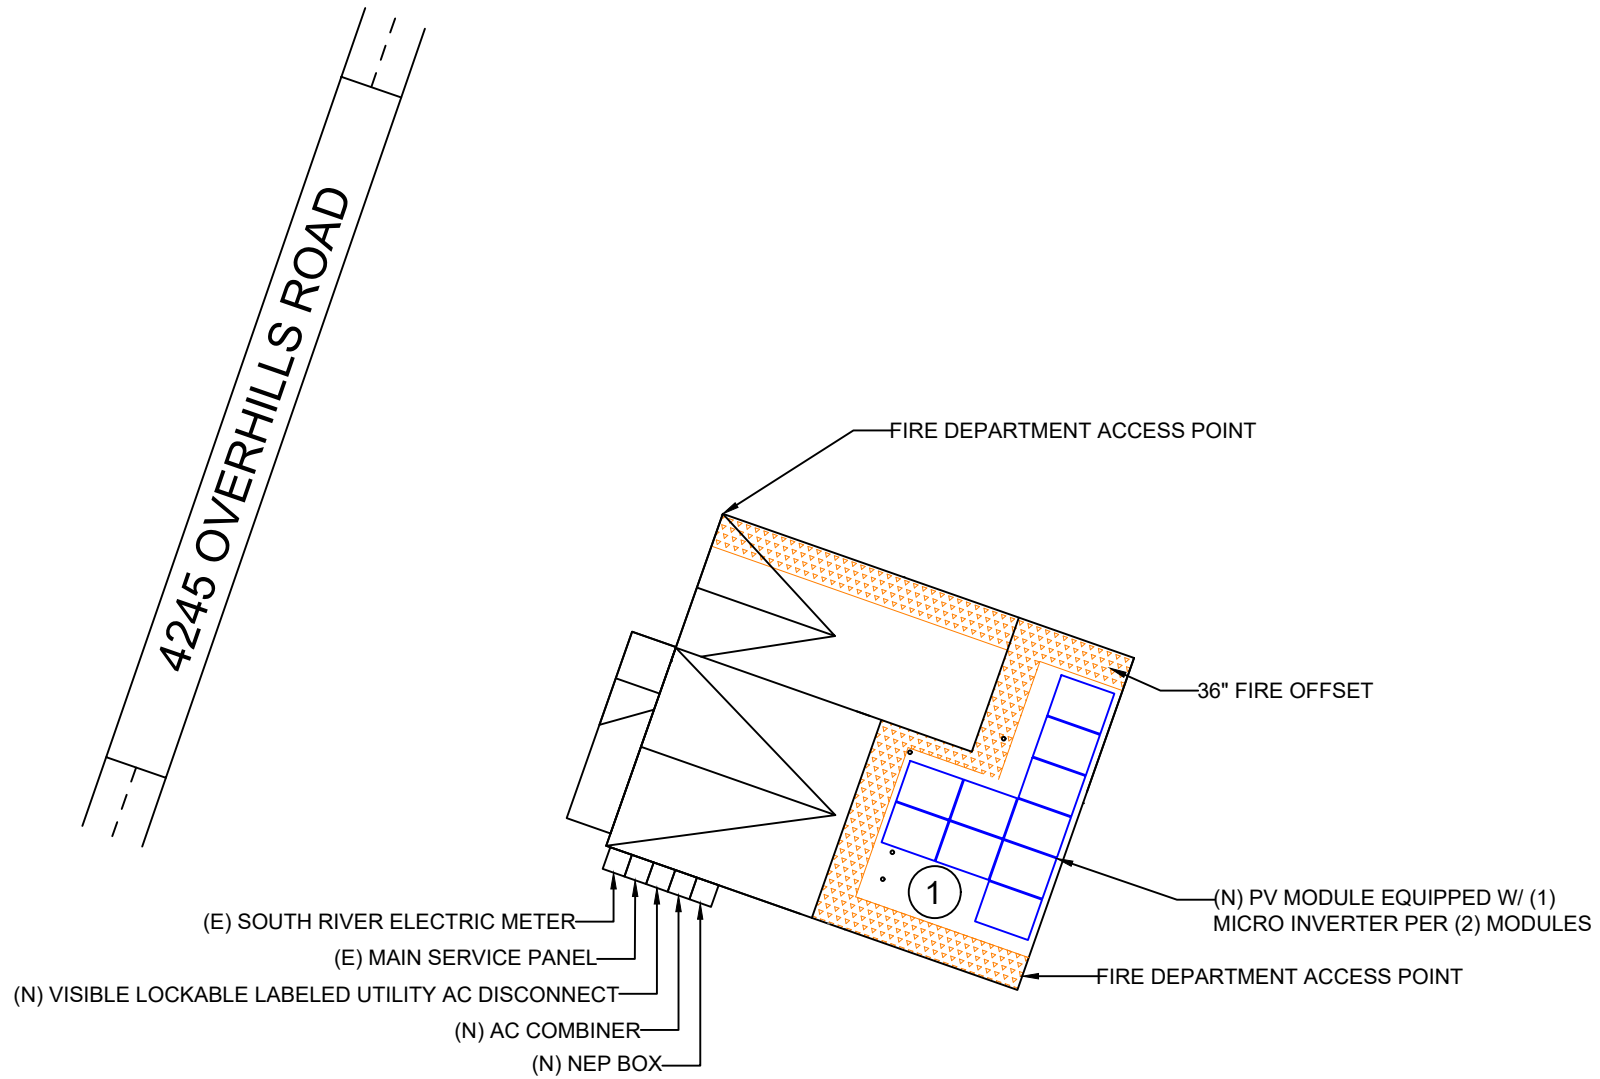 4245 OVERHILLS ROAD
FIRE DEPARTMENT ACCESS POINT
36" FIRE OFFSET
1
(N) PV MODULE EQUIPPED W/ (1)
MICRO INVERTER PER (2) MODULES
FIRE DEPARTMENT ACCESS POINT
(E) SOUTH RIVER ELECTRIC METER
(E) MAIN SERVICE PANEL
(N) VISIBLE LOCKABLE LABELED UTILITY AC DISCONNECT
(N) AC COMBINER
(N) NEP BOX